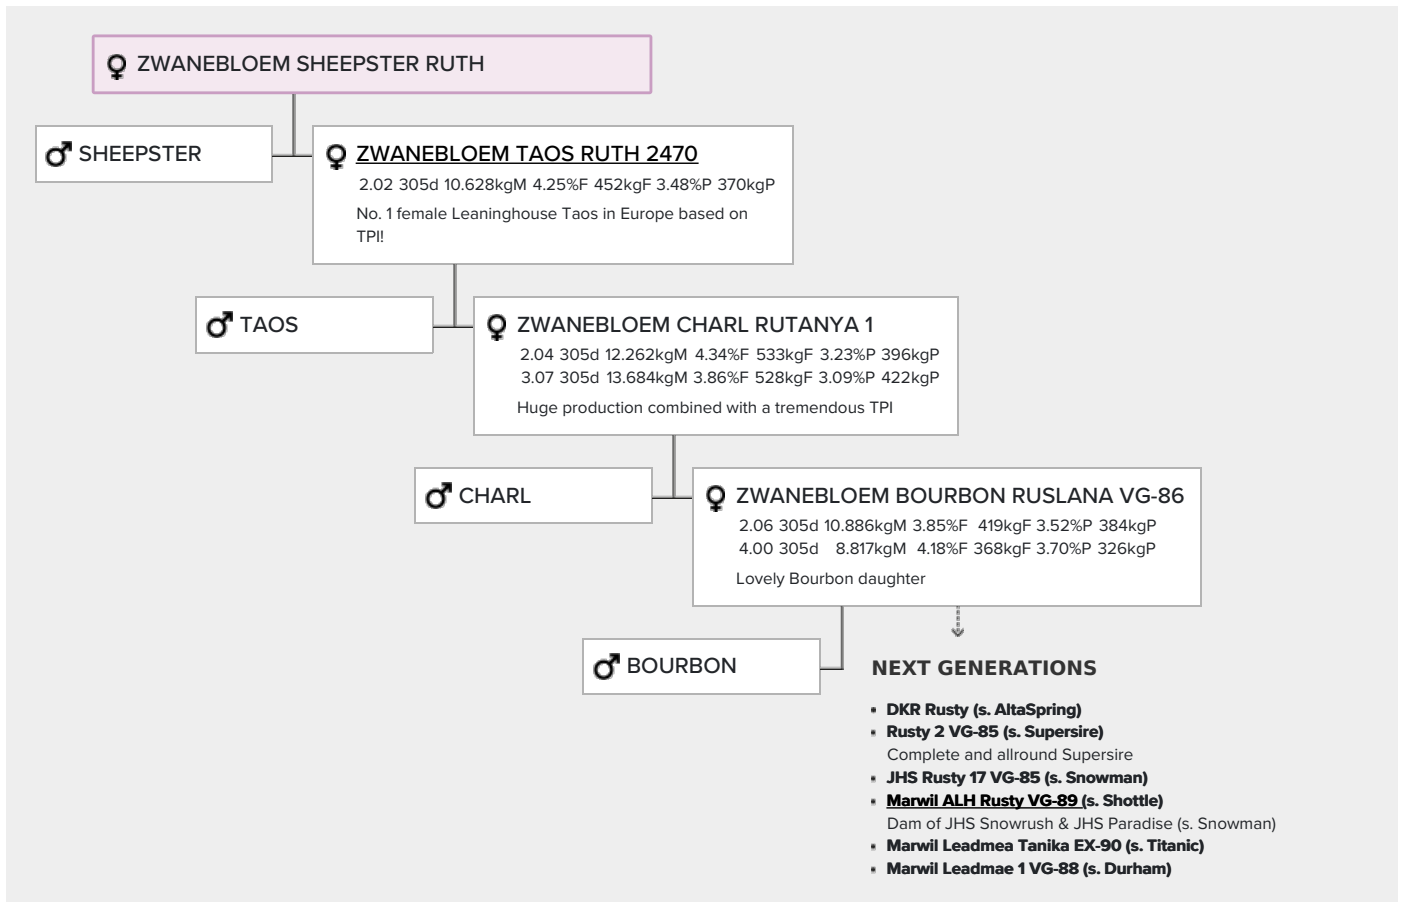 ZWANEBLOEM SHEEPSTER RUTH
SHEEPSTER
ZWANEBLOEM TAOS RUTH 2470
2.02 305d 10.628kgM 4.25%F 452kgF 3.48%P 370kgP
No. 1 female Leaninghouse Taos in Europe based on
TPI!
TAOS
ZWANEBLOEM CHARL RUTANYA 1
2.04 305d 12.262kgM 4.34%F 533kgF 3.23%P 396kgP
3.07 305d 13.684kgM 3.86%F 528kgF 3.09%P 422kgP
Huge production combined with a tremendous TPI
CHARL
ZWANEBLOEM BOURBON RUSLANA VG-86
2.06 305d 10.886kgM 3.85%F 419kgF 3.52%P 384kgP
4.00 305d 8.817kgM 4.18%F 368kgF 3.70%P 326kgP
Lovely Bourbon daughter
BOURBON
NEXT GENERATIONS
DKR Rusty (s. AltaSpring)
Rusty 2 VG-85 (s. Supersire)
Complete and allround Supersire
JHS Rusty 17 VG-85 (s. Snowman)
Marwil ALH Rusty VG-89 (s. Shottle)
Dam of JHS Snowrush & JHS Paradise (s. Snowman)
Marwil Leadmea Tanika EX-90 (s. Titanic)
Marwil Leadmae 1 VG-88 (s. Durham)